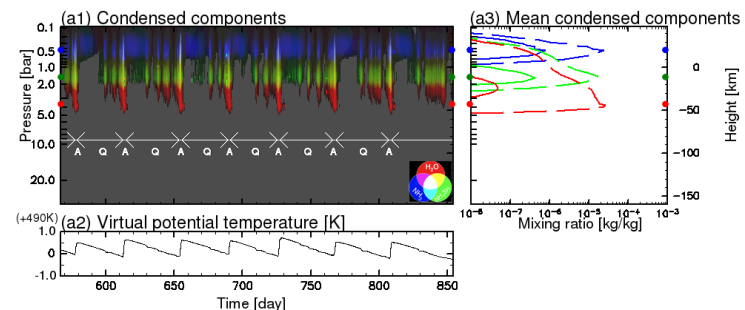 (a1) Condensed components
(a3) Mean condensed components
0.1
0.5
1.0
2.0
5.0
10.0
20.0
Pressure [bar]
A Q A Q A Q A Q A Q A Q A
H₂O
NH₃
0
-50
-100
-150
Height [km]
10⁻⁸ 10⁻⁷ 10⁻⁶ 10⁻⁵ 10⁻⁴ 10⁻³
Mixing ratio [kg/kg]
(+490K) (a2) Virtual potential temperature [K]
1.0
0
-1.0
600 650 700 750 800 850
Time [day]